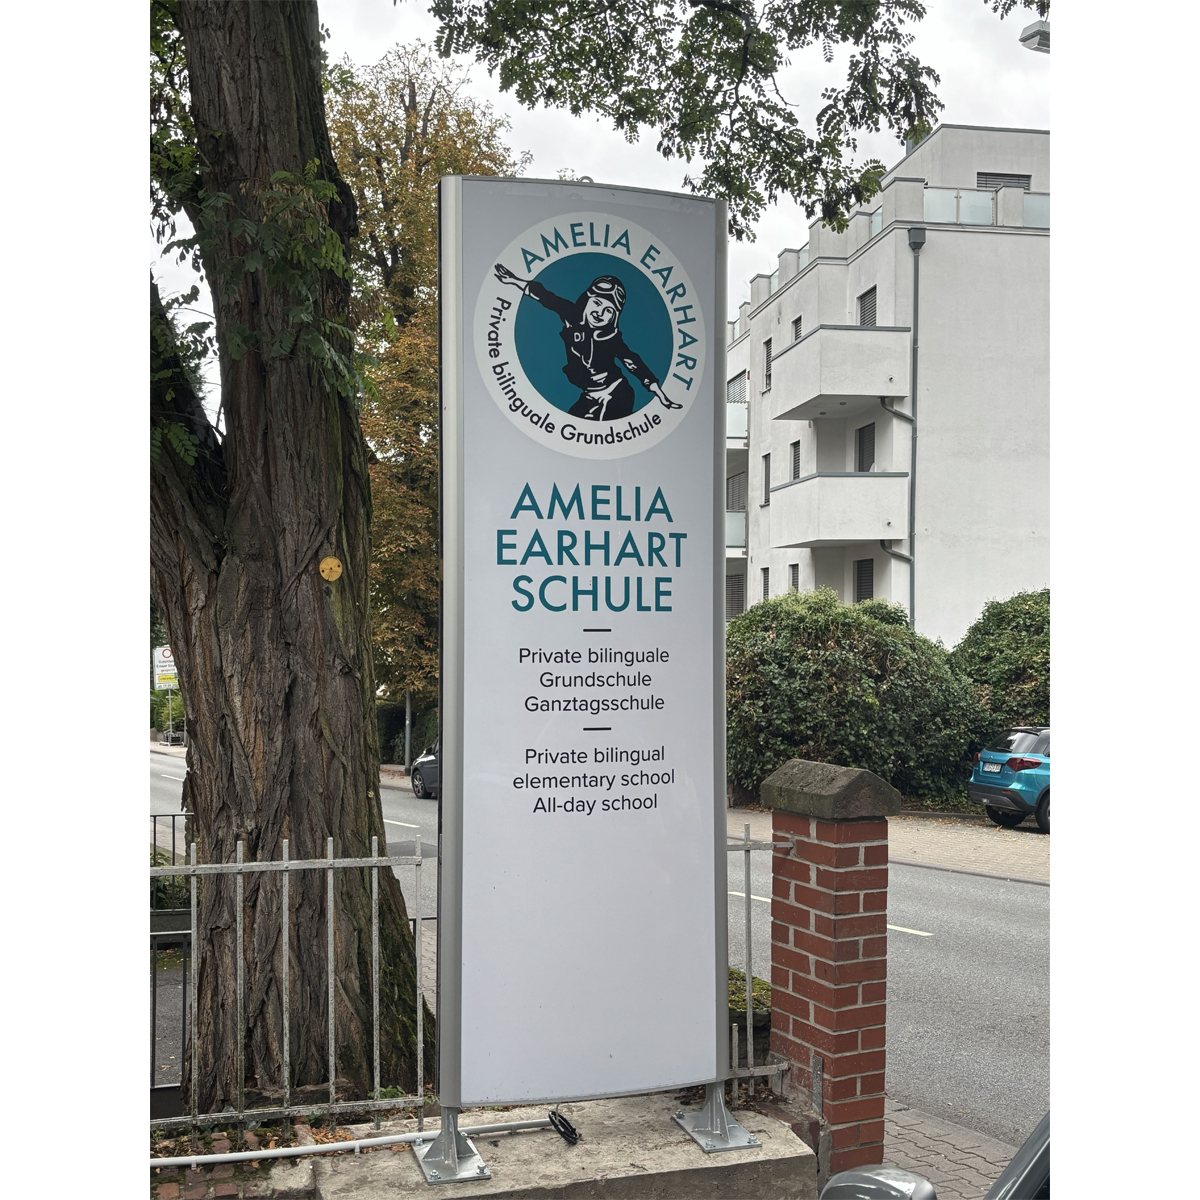 AMELIA EARHART
Private bilinguale Grundschule
AMELIA
EARHART
SCHULE
Private bilinguale
Grundschule
Ganztagsschule
Private bilingual
elementary school
All-day school